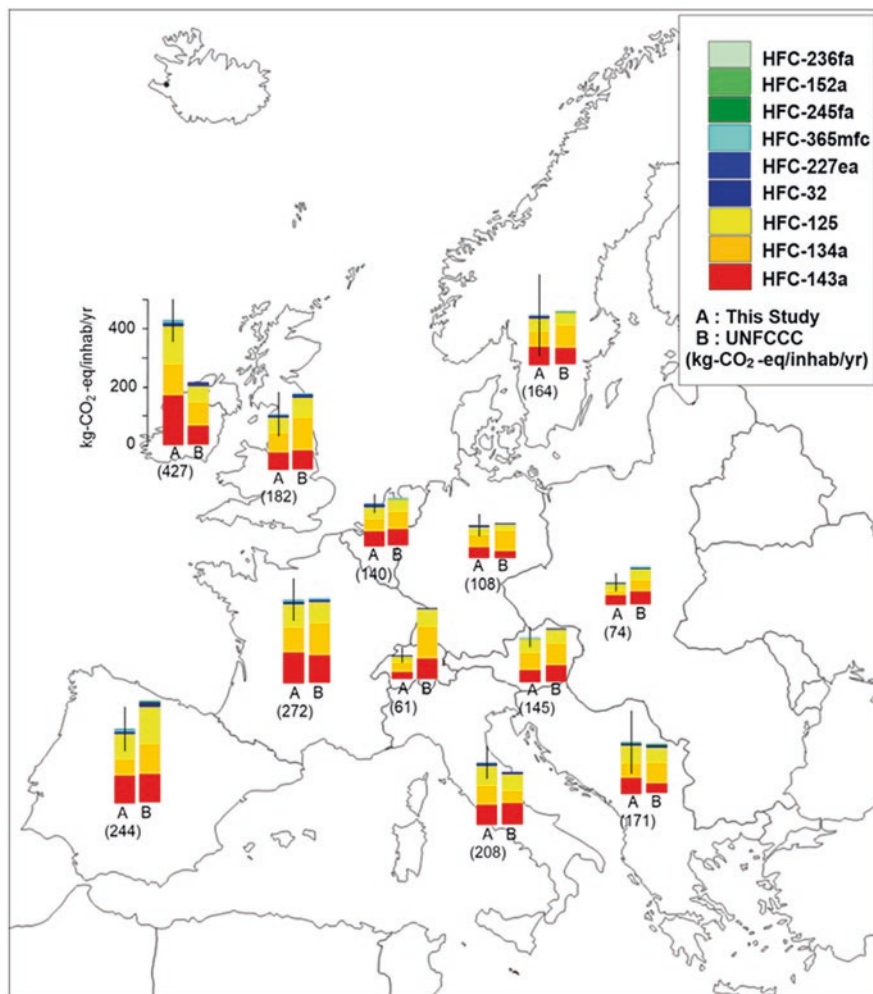 HFC-236fa
HFC-152a
HFC-245fa
HFC-365mfc
HFC-227ea
HFC-32
HFC-125
HFC-134a
HFC-143a
A : This Study
B : UNFCCC
(kg-CO₂ -eq/inhab/yr)
kg-CO₂ -eq/inhab/yr
400
200
0
A B
(427)
A B
(182)
A B
(164)
A B
(140)
A B
(108)
A B
(74)
A B
(272)
A B
(61)
A B
(145)
A B
(244)
A B
(208)
A B
(171)